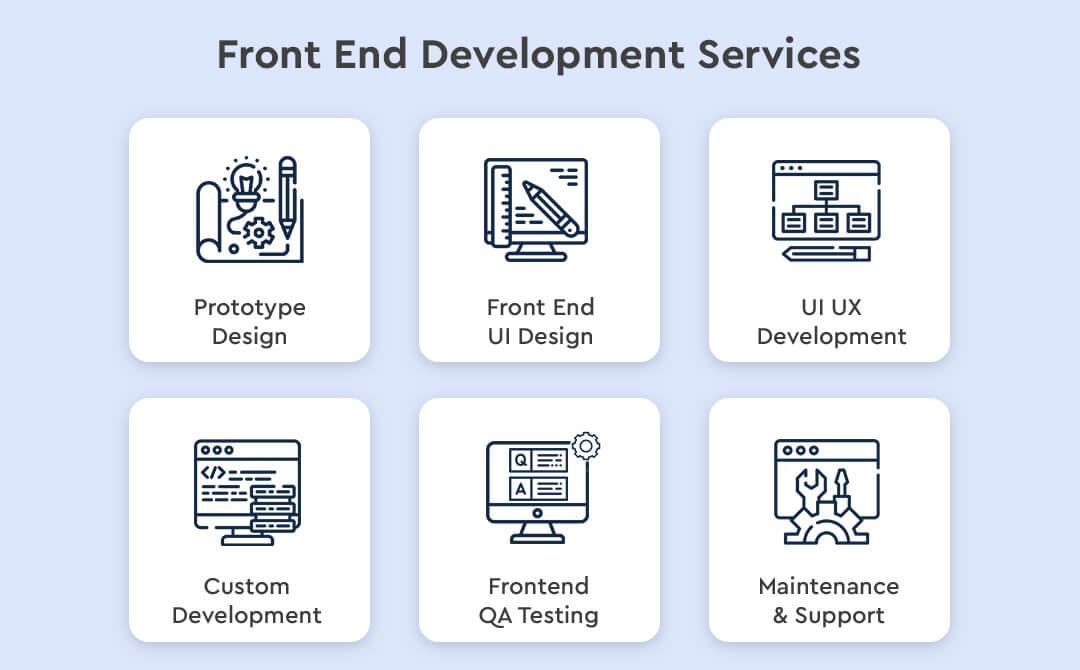 Front End Development Services
Prototype
Design
Front End
UI Design
UI UX
Development
</>
Custom
Development
Q
A
Frontend
QA Testing
Maintenance
& Support